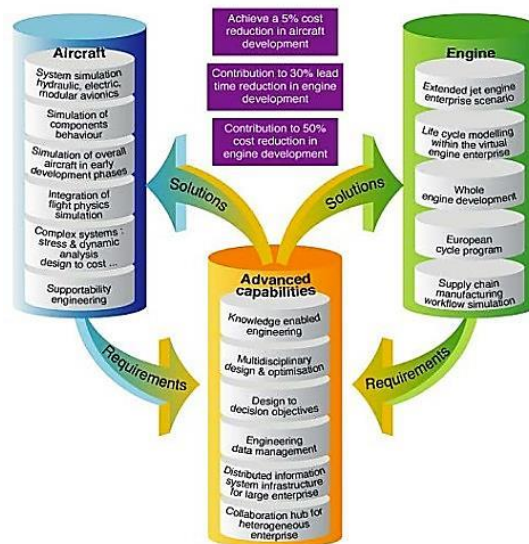 Aircraft
System simulation
hydraulic, electric,
modular avionics
Simulation of
components
behaviour
Simulation of overall
aircraft in early
development phases
Integration of
flight physics
simulation
Complex systems :
stress & dynamic
analysis
design to cost ...
Supportability
engineering
Achieve a 5% cost
reduction in aircraft
development
Contribution to 30% lead
time reduction in engine
development
Contribution to 50%
cost reduction in
engine development
Engine
Extended jet engine
enterprise scenario
Life cycle modelling
within the virtual
engine enterprise
Whole
engine development
European
cycle program
Supply chain
manufacturing
workflow simulation
Solutions
Solutions
Requirements
Requirements
Advanced
capabilities
Knowledge enabled
engineering
Multidisciplinary
design & optimisation
Design to
decision objectives
Engineering
data management
Distributed information
system infrastructure
for large enterprise
Collaboration hub for
heterogeneous
enterprise